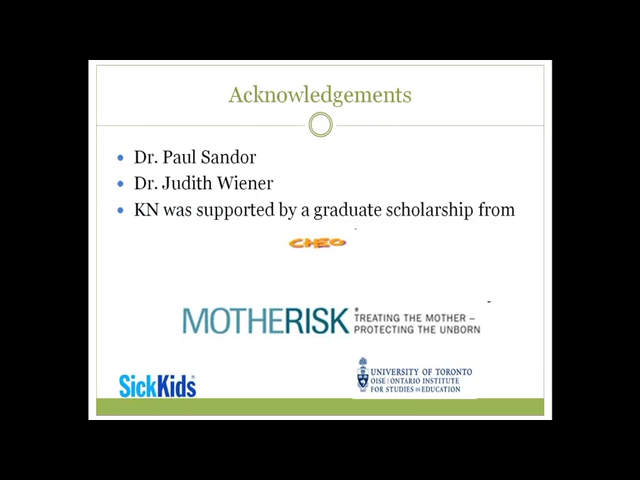 Acknowledgements
• Dr. Paul Sandor
• Dr. Judith Wiener
• KN was supported by a graduate scholarship from
CHEO
MOTHERISK
TREATING THE MOTHER –
PROTECTING THE UNBORN
SickKids
UNIVERSITY OF TORONTO
OISE | ONTARIO INSTITUTE
FOR STUDIES IN EDUCATION